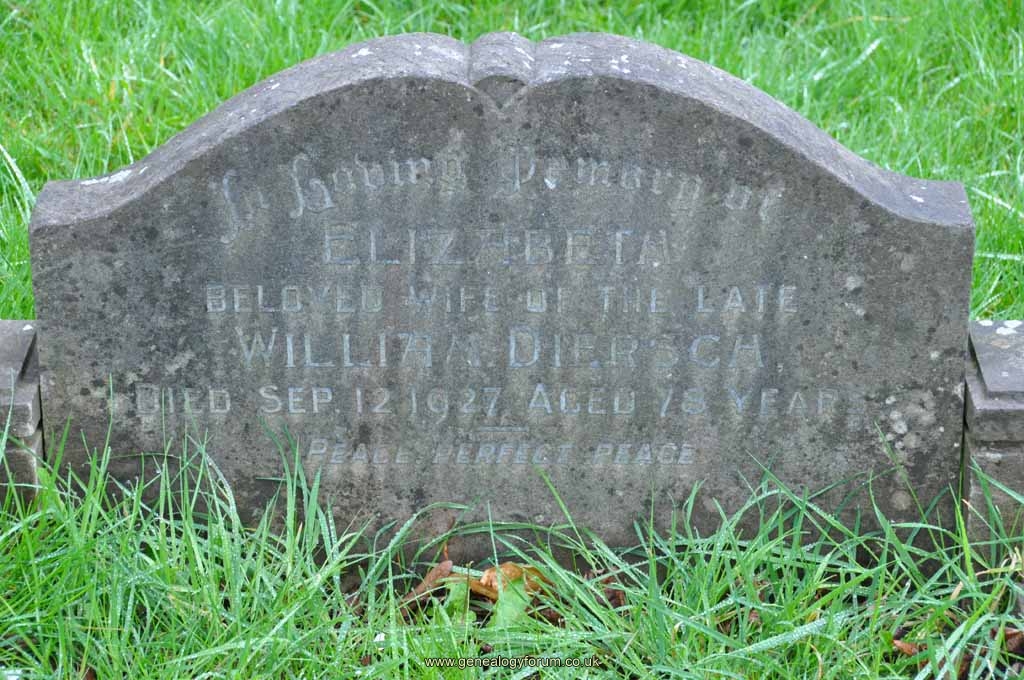 In Loving Memory of
ELIZABETA
BELOVED WIFE OF THE LATE
WILLIAM DIERSCH
DIED SEP. 12 1927. AGED 78 YEARS
PEACE PERFECT PEACE
www.genealogyforum.co.uk